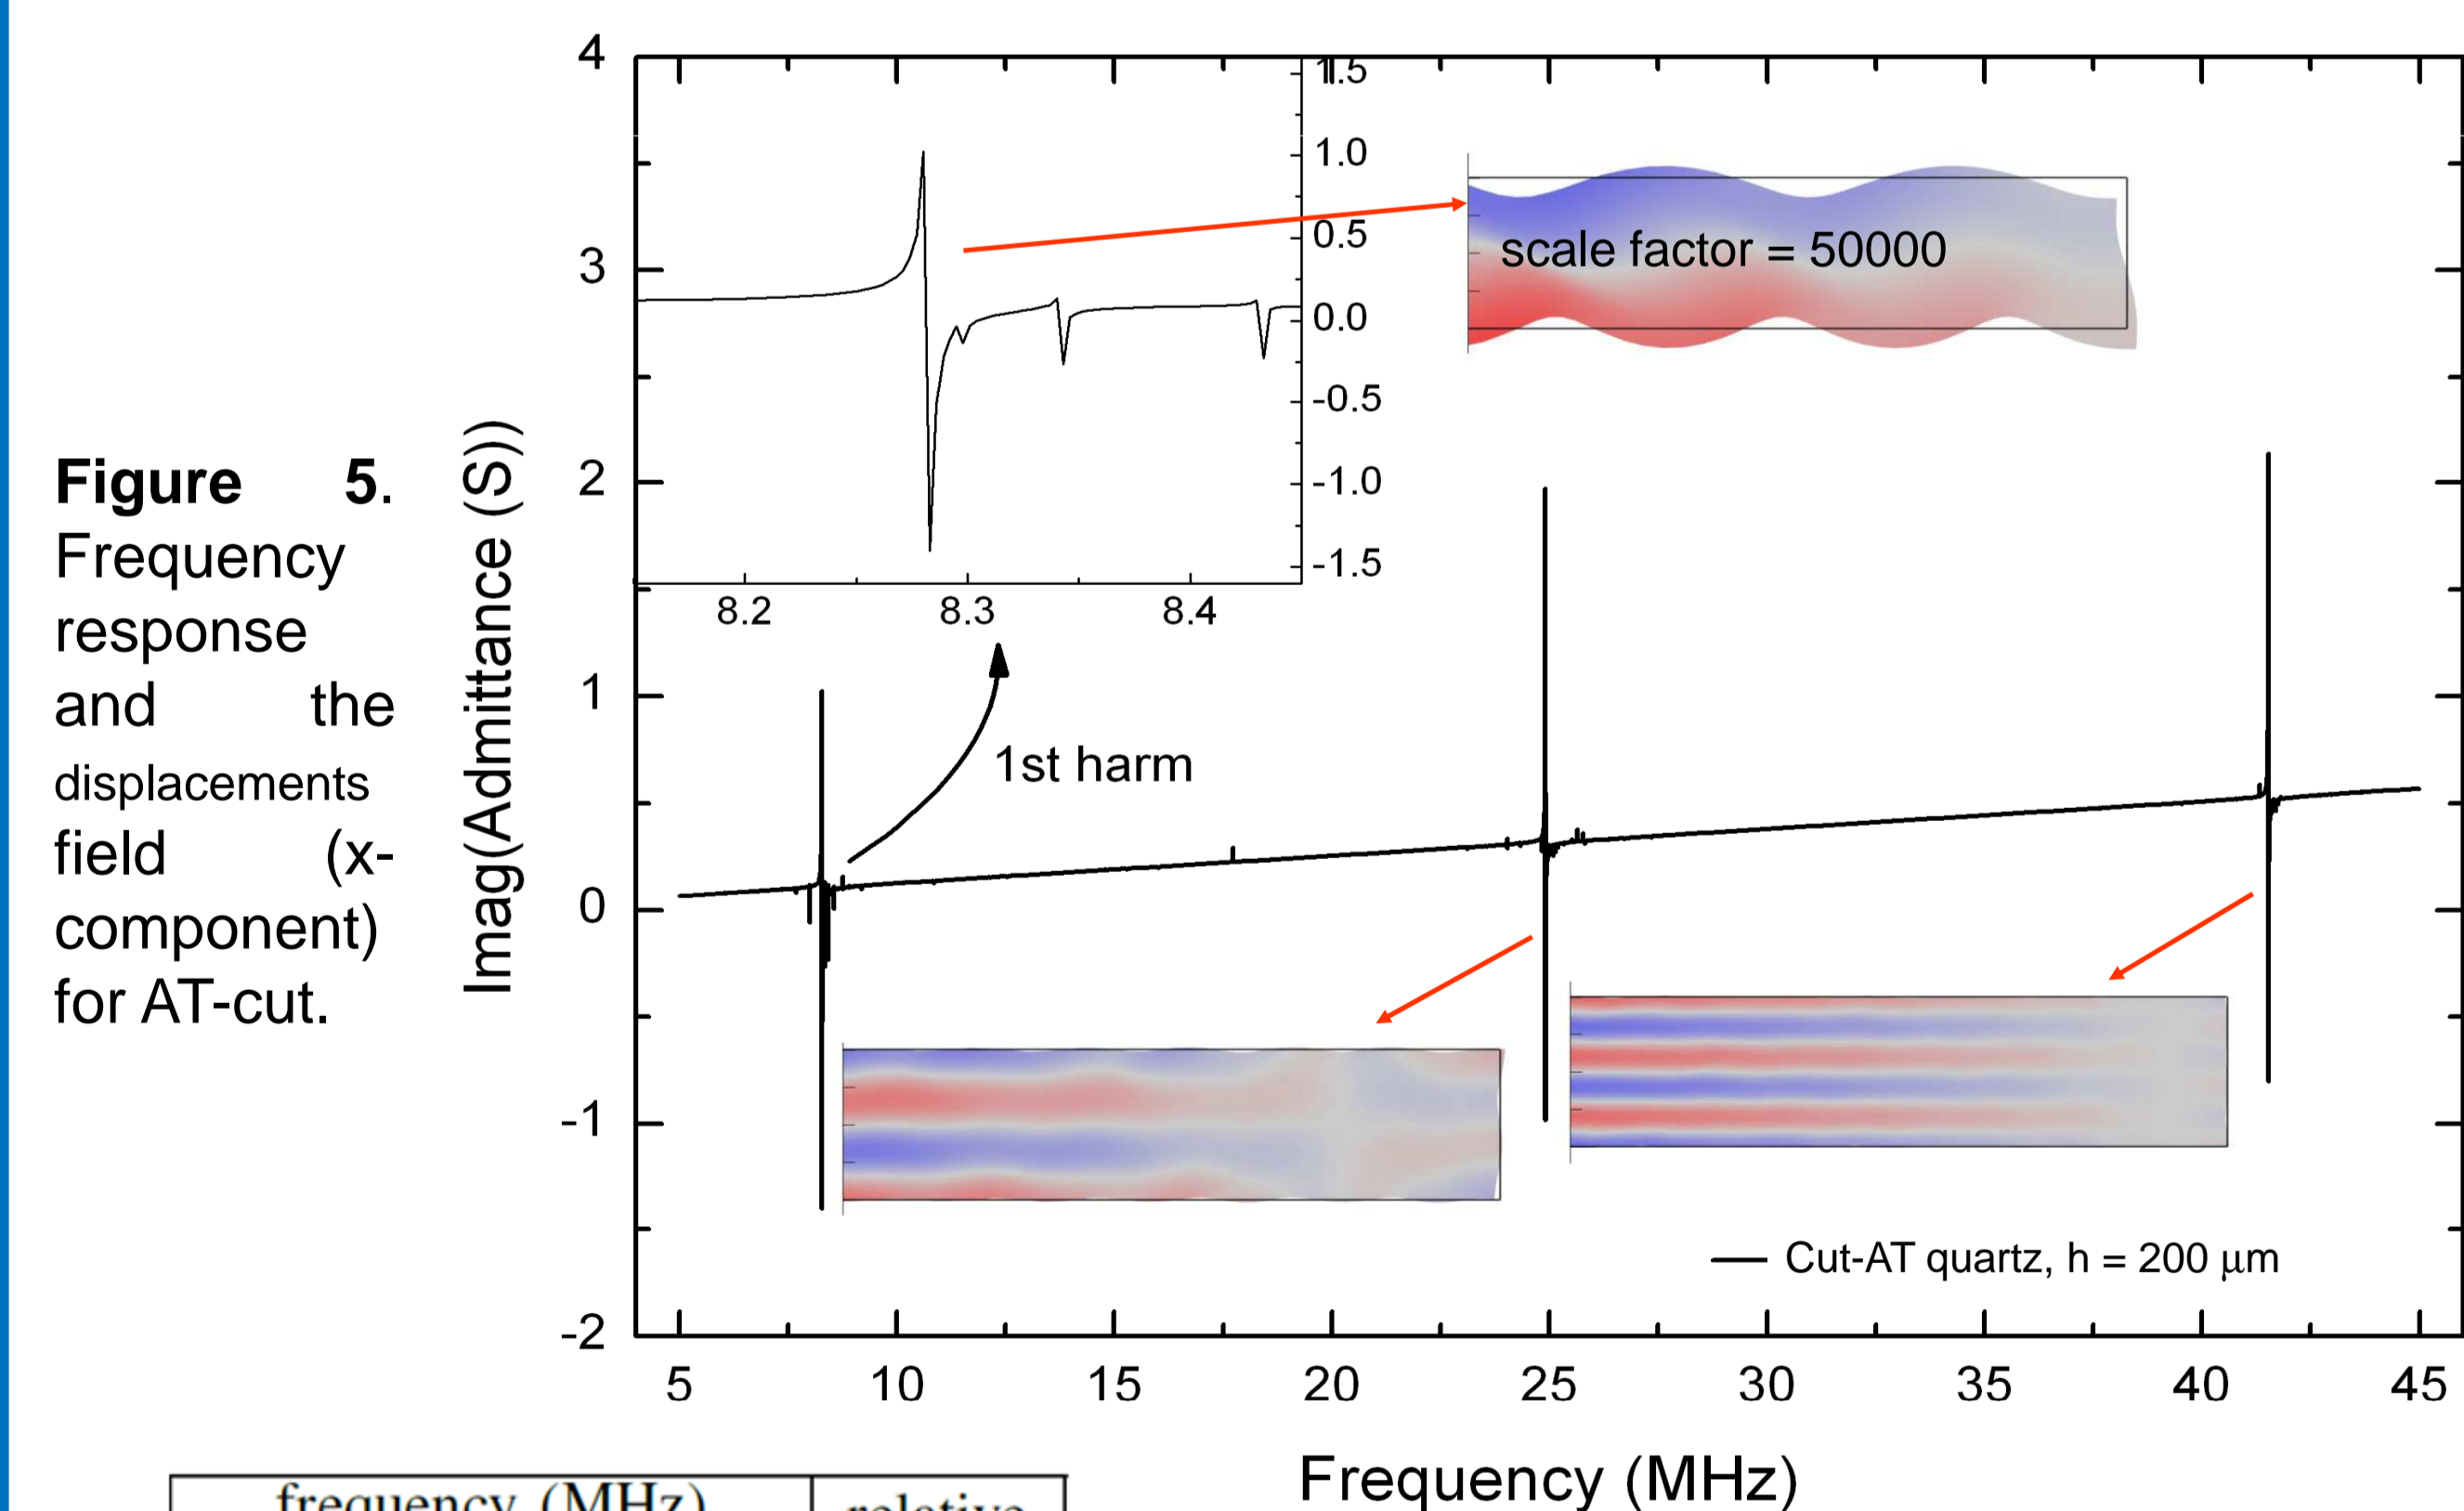 Figure 5.
Frequency
response
and the
displacements
field (x-
component)
for AT-cut.
Imag(Admittance (S))
4
3
2
1
0
-1
-2
1.5
1.0
0.5
0.0
-0.5
-1.0
-1.5
8.2 8.3 8.4
scale factor = 50000
1st harm
Cut-AT quartz, h = 200 μm
5 10 15 20 25 30 35 40 45
Frequency (MHz)
frequency (MHz) relative